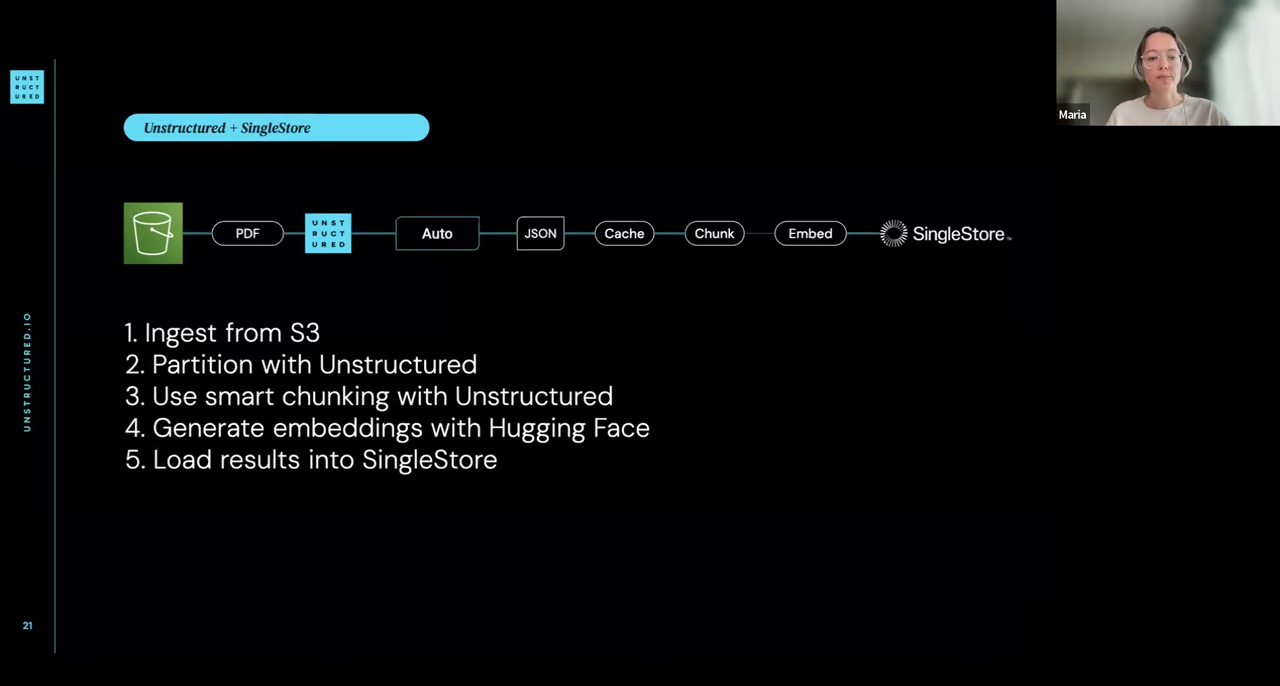 UNST
RUCT
URED
Maria
Unstructured + SingleStore
PDF
UNST
RUCT
URED
Auto
JSON
Cache
Chunk
Embed
SingleStore™
1. Ingest from S3
2. Partition with Unstructured
3. Use smart chunking with Unstructured
4. Generate embeddings with Hugging Face
5. Load results into SingleStore
UNSTRUCTURED.IO
21